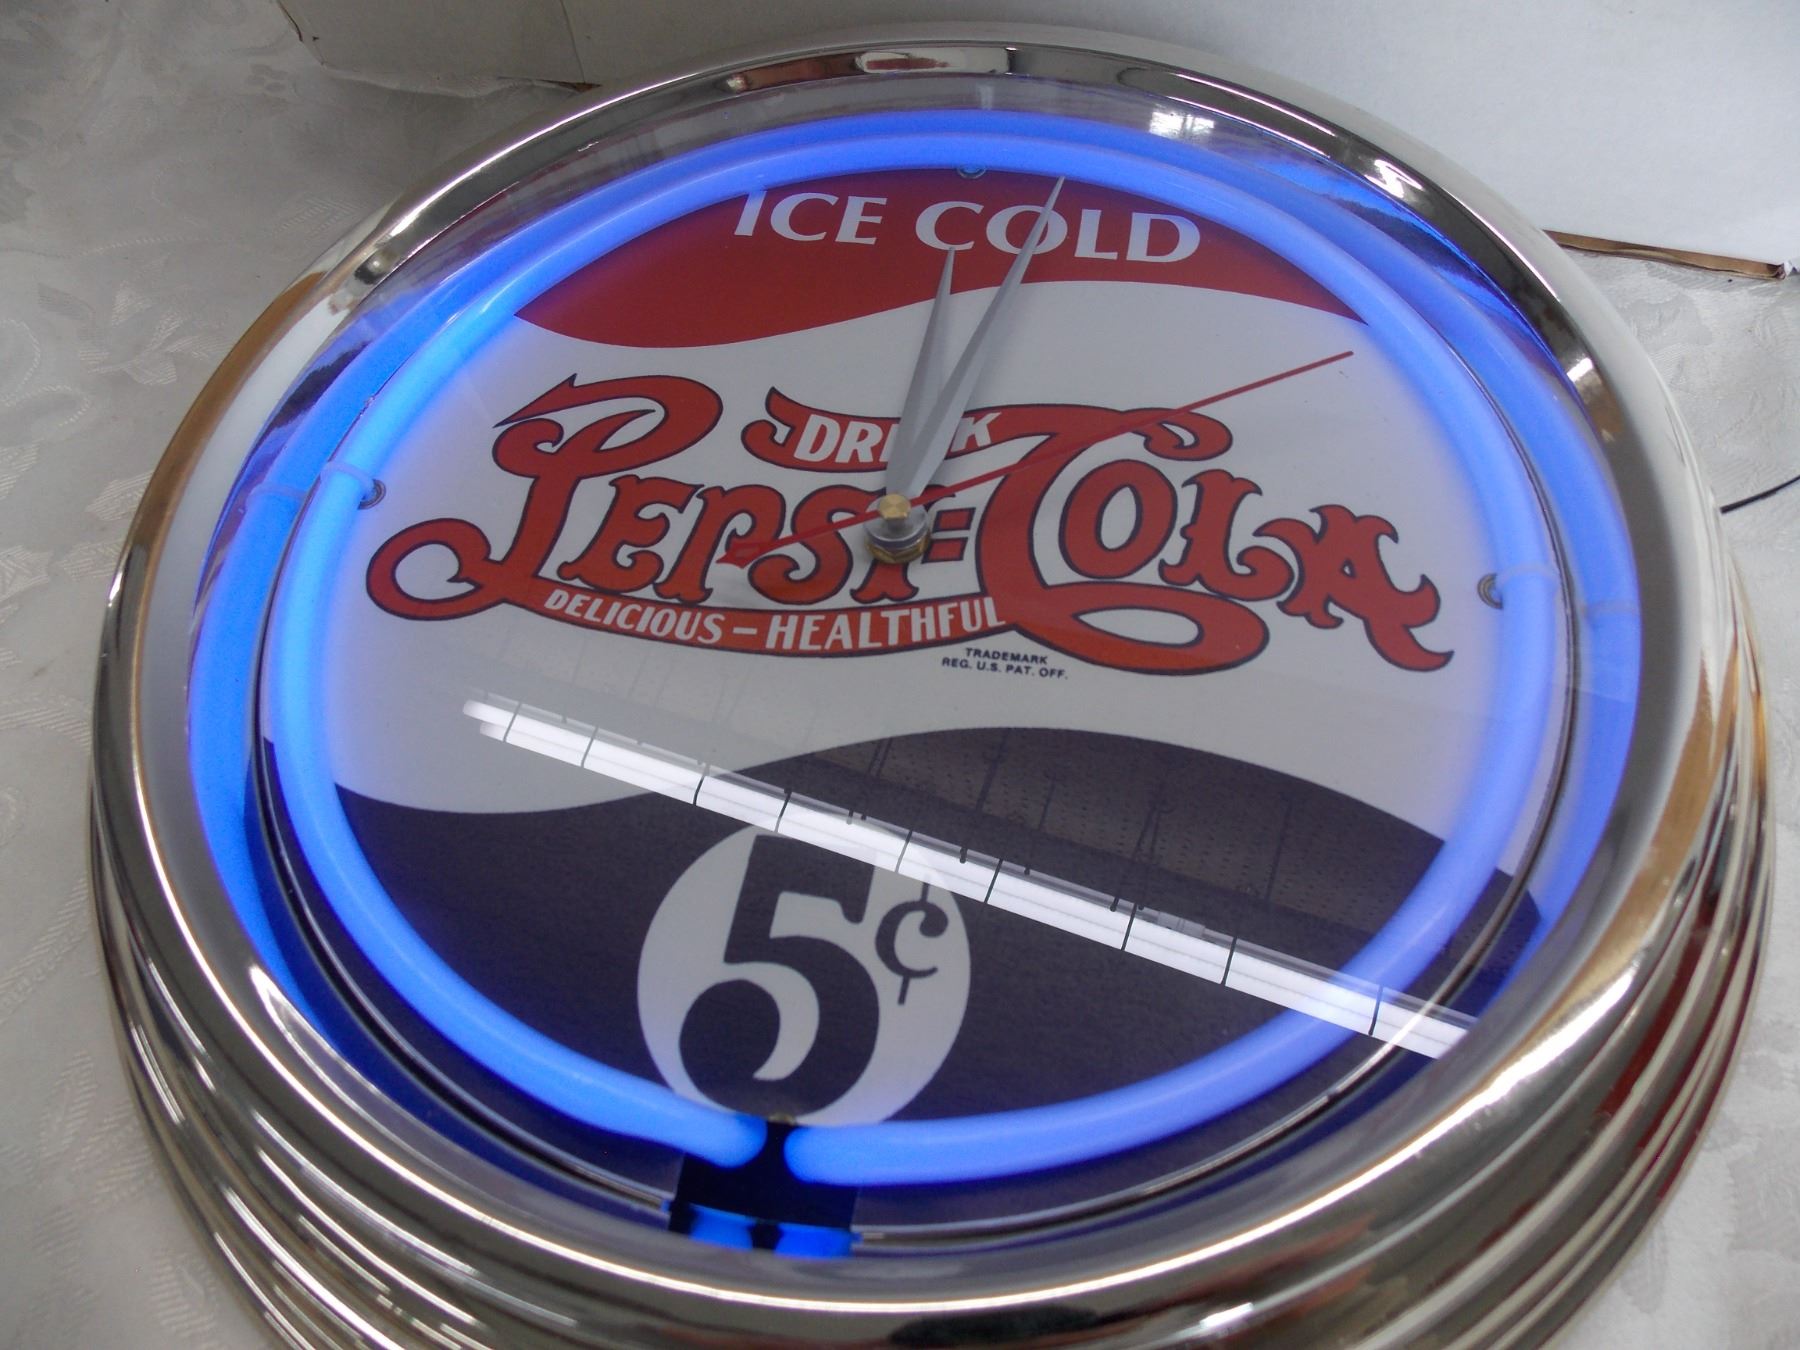 ICE COLD
DRINK
PEPSI=COLA
DELICIOUS - HEALTHFUL
TRADEMARK
REG. U.S. PAT. OFF.
5¢